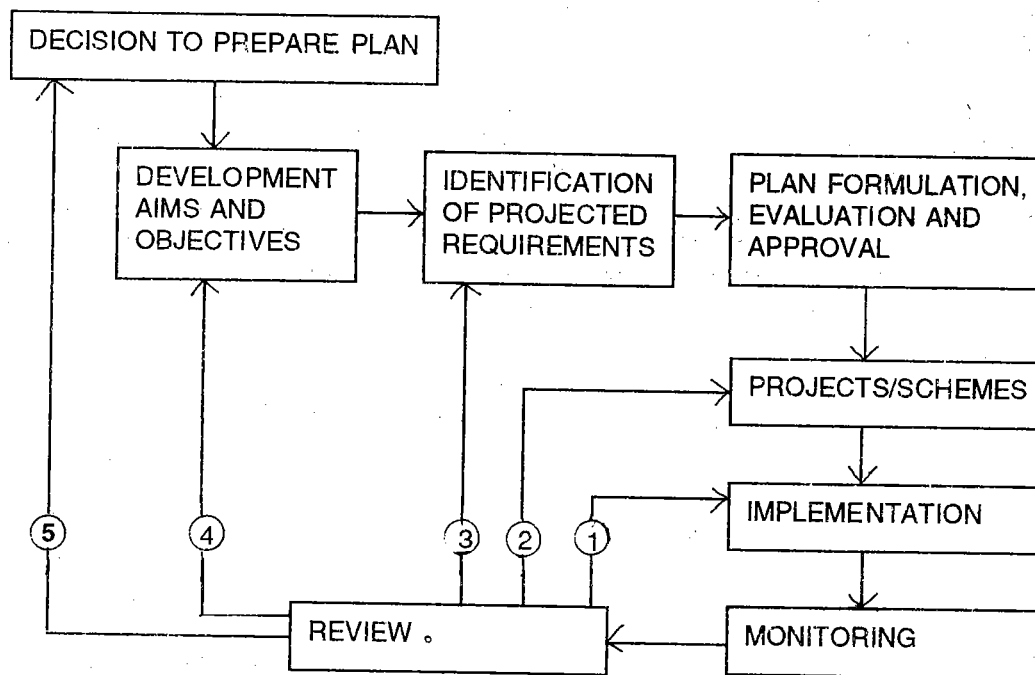 DECISION TO PREPARE PLAN
DEVELOPMENT
AIMS AND
OBJECTIVES
IDENTIFICATION
OF PROJECTED
REQUIREMENTS
PLAN FORMULATION,
EVALUATION AND
APPROVAL
PROJECTS/SCHEMES
IMPLEMENTATION
5
4
3
2
1
REVIEW
MONITORING